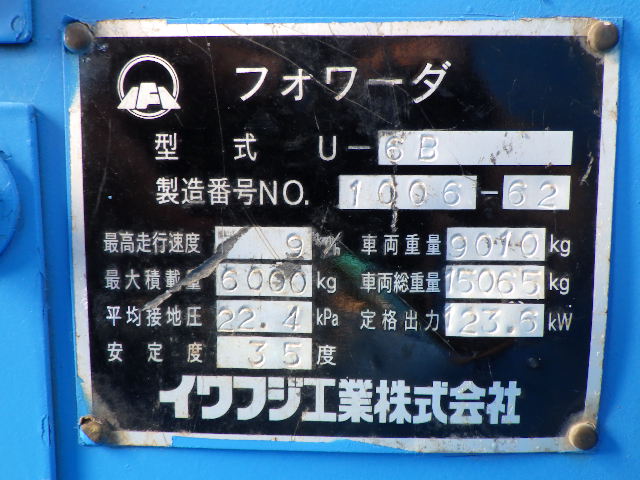 フォワーダ
型式 U-6B
製造番号NO. 1006-62
最高走行速度 9 車両重量 9010 kg
最大積載量 6000 kg 車両総重量 15065 kg
平均接地圧 22.4 kPa 定格出力 123.6 kW
安定度 35 度
イワフジ工業株式会社